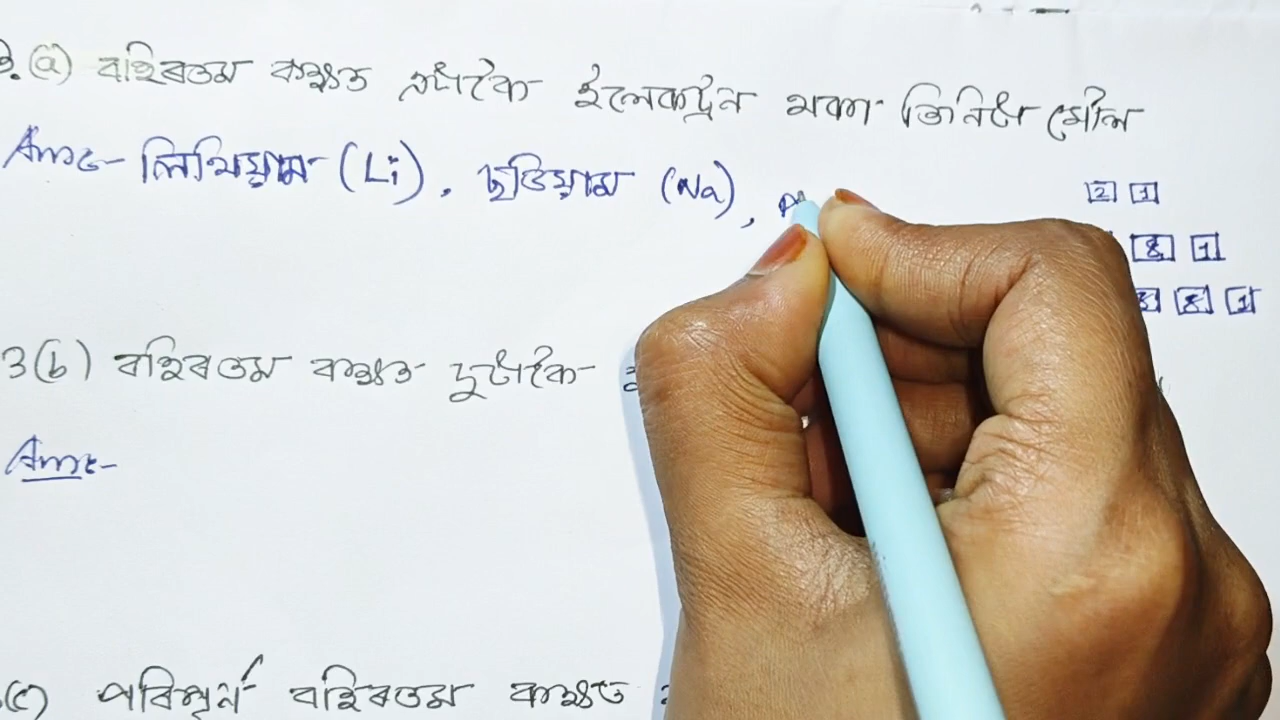 3.(a) বহিৰতম কক্ষত এটাকৈ ইলেকট্ৰন থকা তিনিটা মৌল
Ans:- লিথিয়াম (Li), ছডিয়াম (Na),
2 1
8 1
8 8 1
3(b) বহিৰতম কক্ষত দুটাকৈ
Ans:-
(c) পৰিপূৰ্ণ বহিৰতম কক্ষত